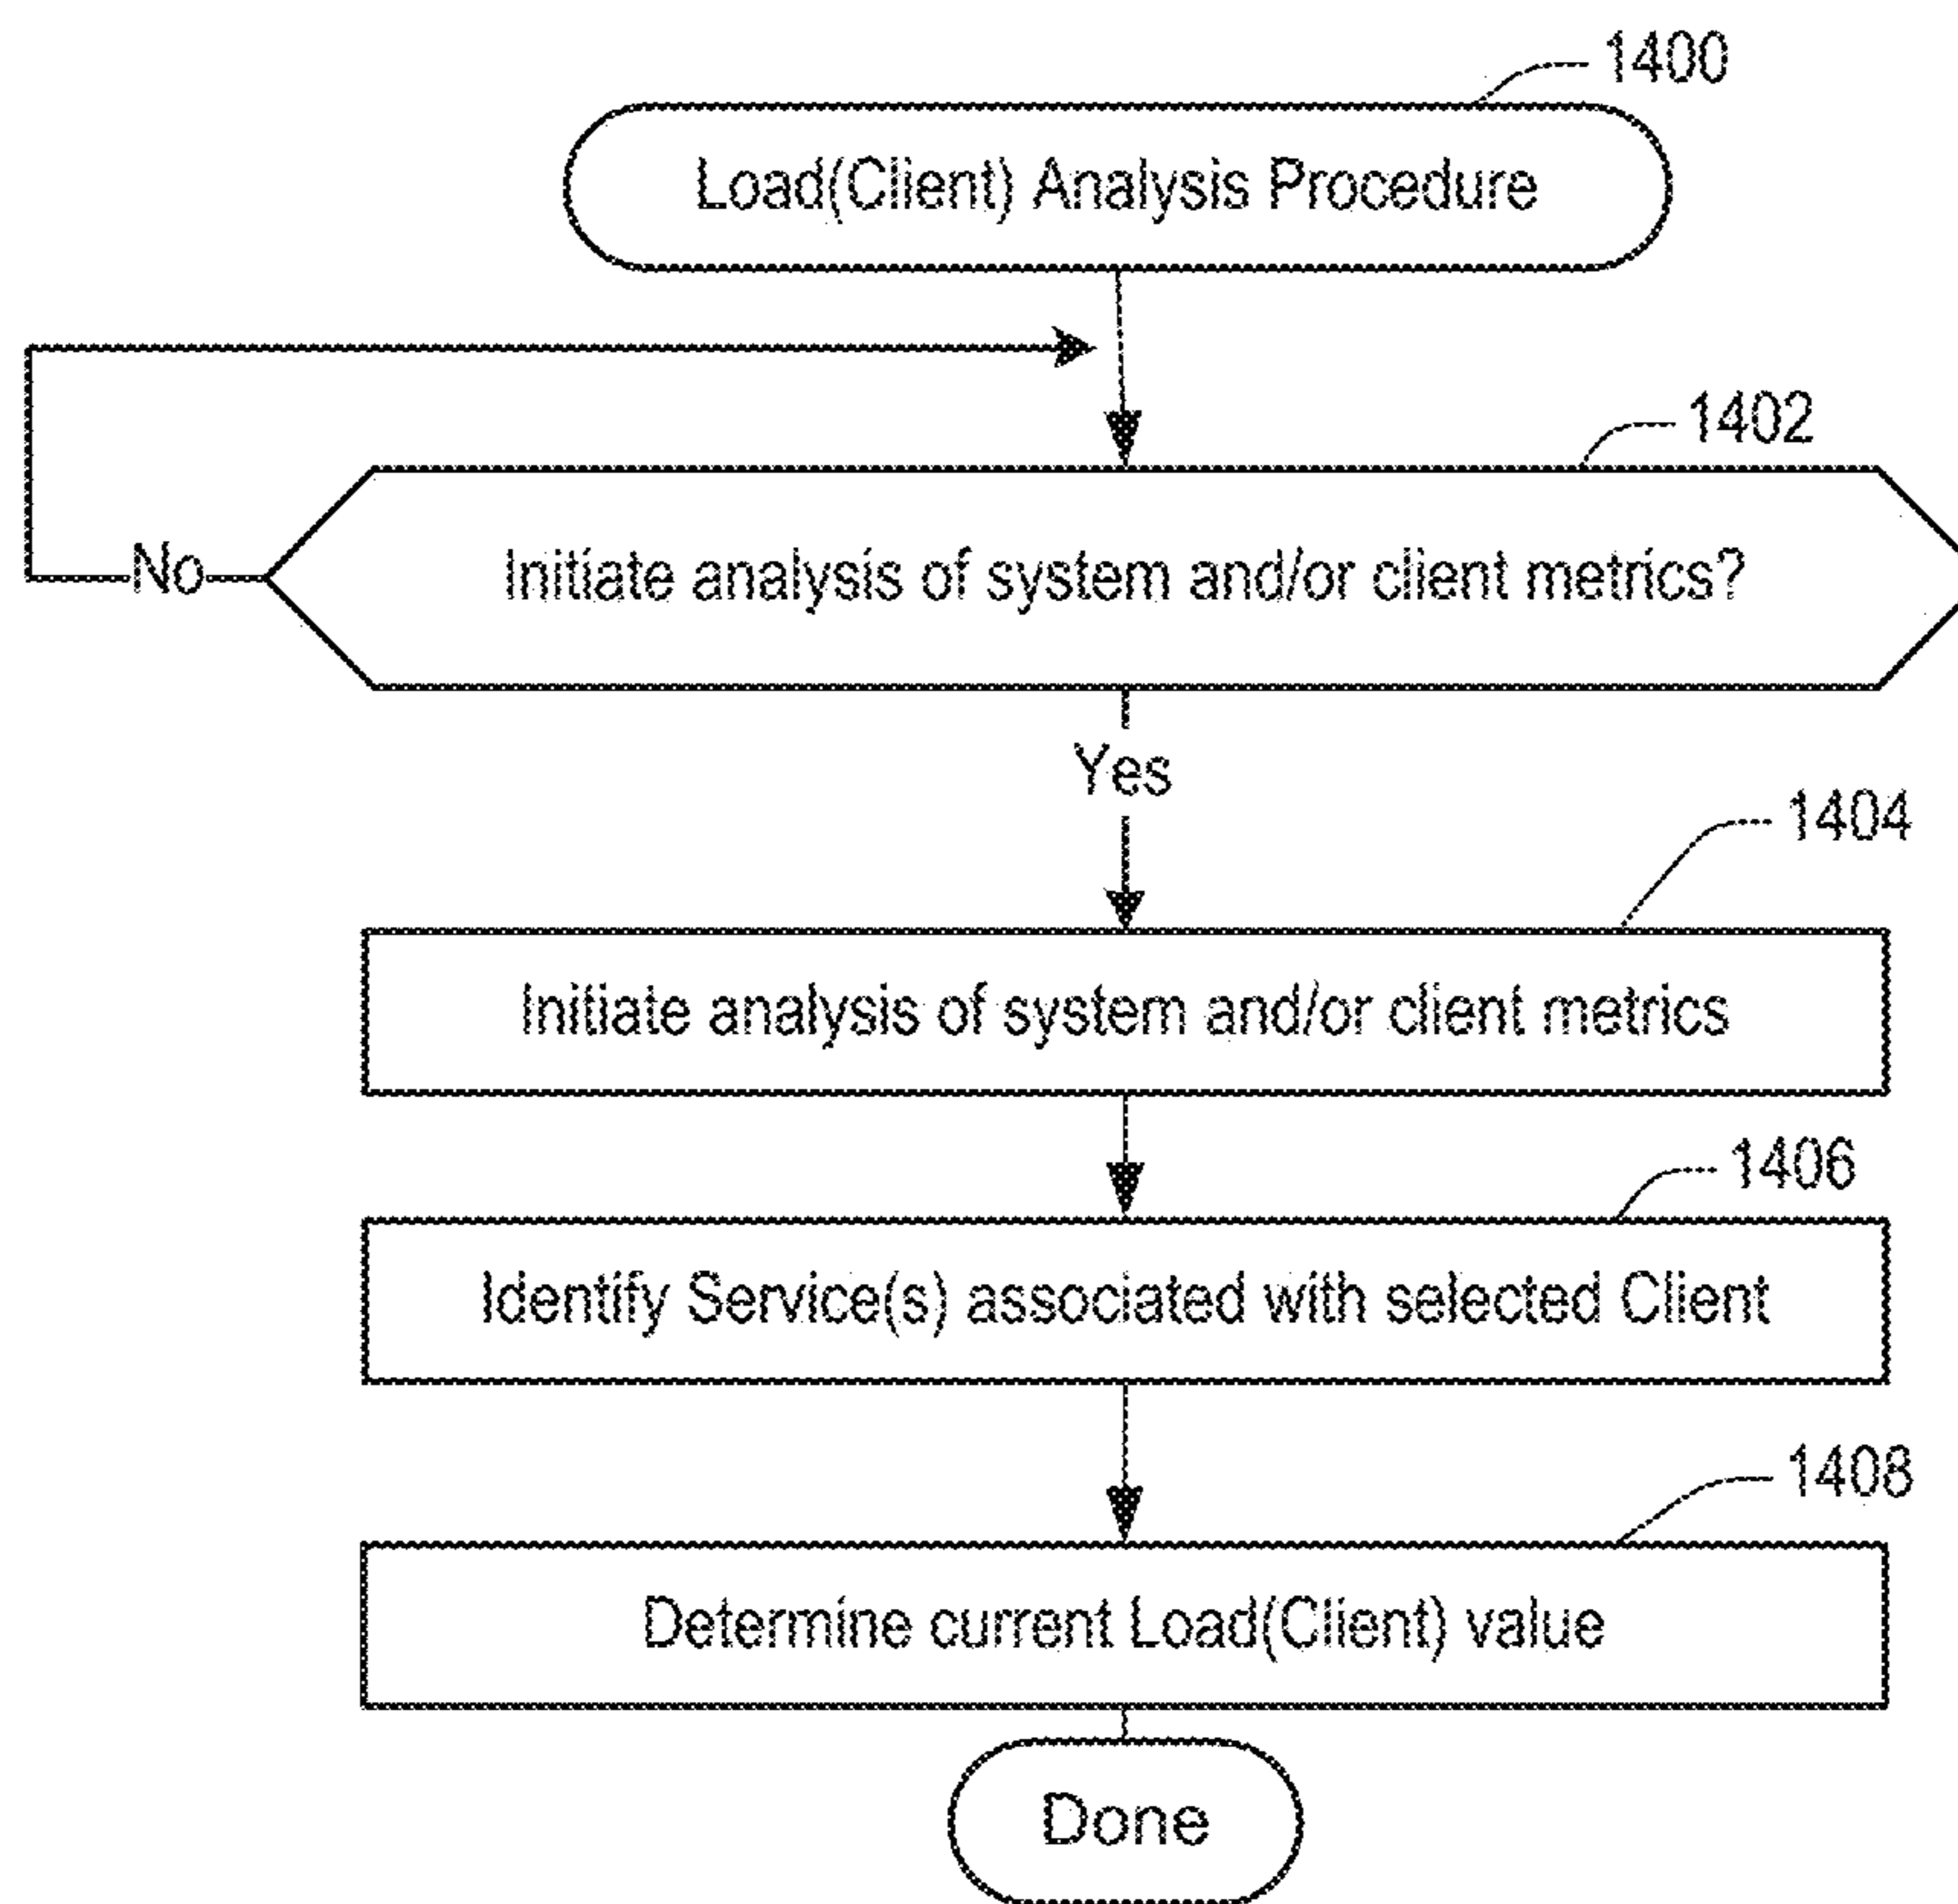 1400
Load(Client) Analysis Procedure
1402
Initiate analysis of system and/or client metrics?
No
Yes
1404
Initiate analysis of system and/or client metrics
1406
Identify Service(s) associated with selected Client
1408
Determine current Load(Client) value
Done